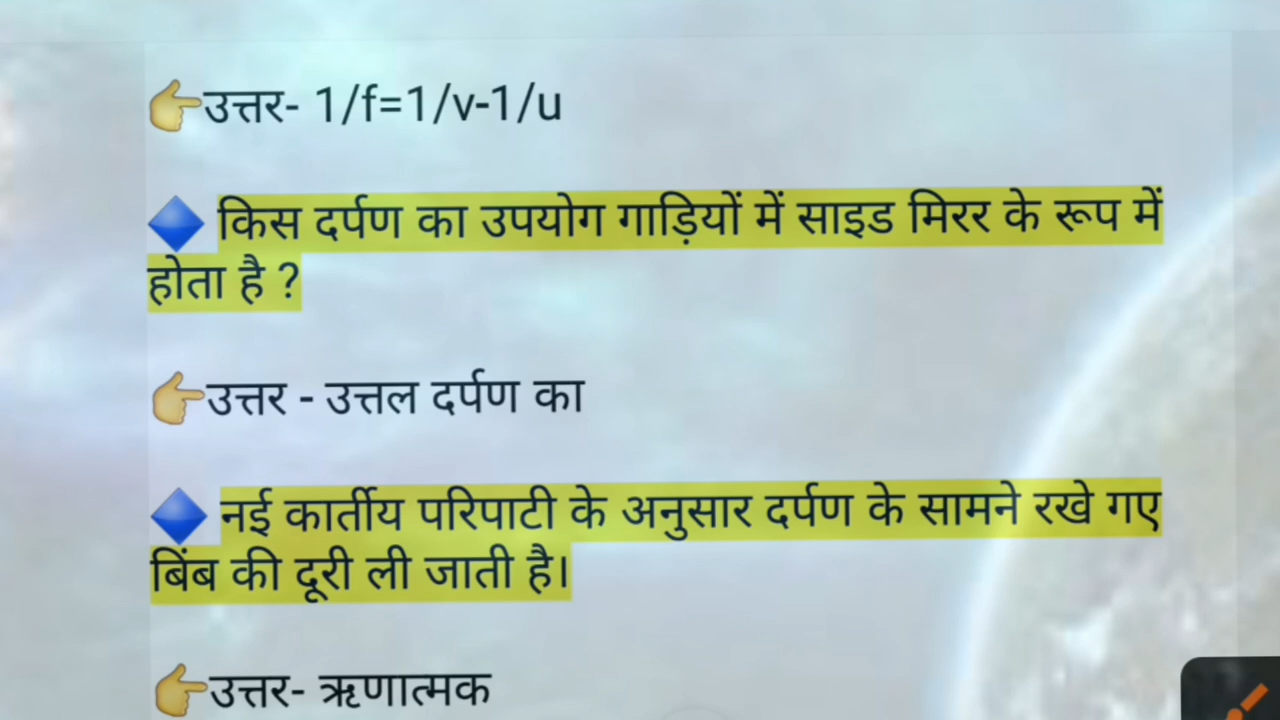 👉उत्तर- 1/f=1/v-1/u
🔷 किस दर्पण का उपयोग गाड़ियों में साइड मिरर के रूप में
होता है ?
👉उत्तर - उत्तल दर्पण का
🔷 नई कार्तीय परिपाटी के अनुसार दर्पण के सामने रखे गए
बिंब की दूरी ली जाती है।
👉उत्तर- ऋणात्मक